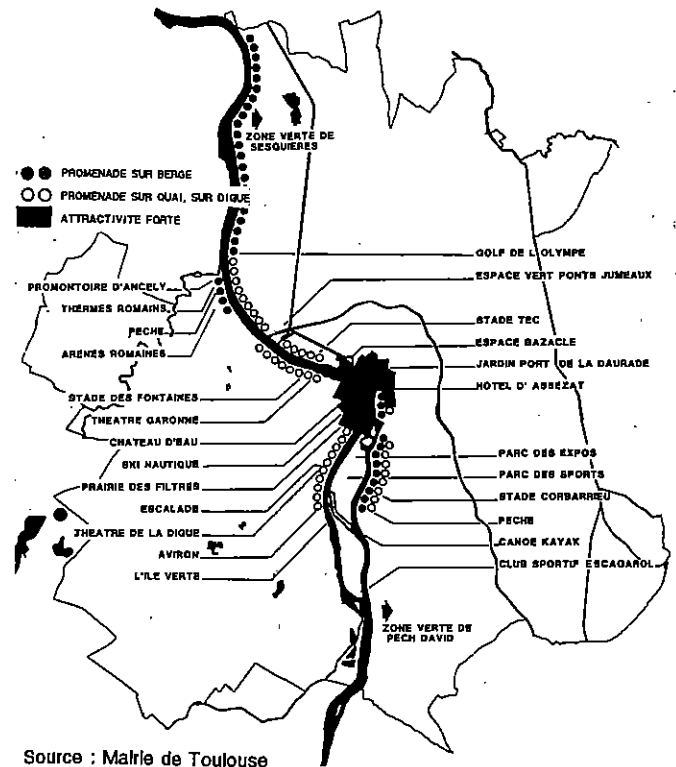 ZONE VERTE DE
SESQUIERES
PROMENADE SUR BERGE
PROMENADE SUR QUAI, SUR DIGUE
ATTRACTIVITE FORTE
GOLF DE L'OLYMPE
ESPACE VERT PONTS JUMEAUX
PROMONTOIRE D'ANCELY
THERMES ROMAINS
PECHE
ARENES ROMAINES
STADE TEC
ESPACE BAZACLE
JARDIN PORT DE LA DAURADE
HOTEL D'ASSEZAT
STADE DES FONTAINES
THEATRE GARONNE
CHATEAU D'EAU
SKI NAUTIQUE
PRAIRIE DES FILTRES
ESCALADE
THEATRE DE LA DIGUE
AVIRON
L'ILE VERTE
PARC DES EXPOS
PARC DES SPORTS
STADE CORBARIEU
PECHE
CANOE KAYAK
CLUB SPORTIF ESCAGAROL
ZONE VERTE DE
PECH DAVID
Source : Mairie de Toulouse